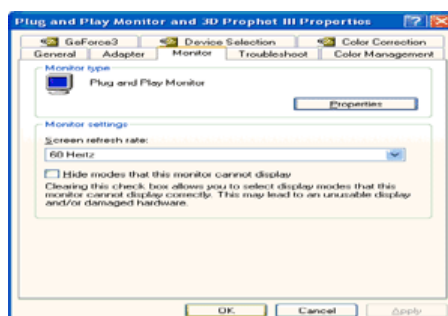 Plug and Play Monitor and 3D Prophet III Properties
GeForce3 Device Selection Color Correction
General Adapter Monitor Troubleshoot Color Management
Monitor type
Plug and Play Monitor
Properties
Monitor settings
Screen refresh rate:
60 Hertz
Hide modes that this monitor cannot display
Clearing this check box allows you to select display modes that this
monitor cannot display correctly. This may lead to an unusable display
and/or damaged hardware.
OK Cancel Apply